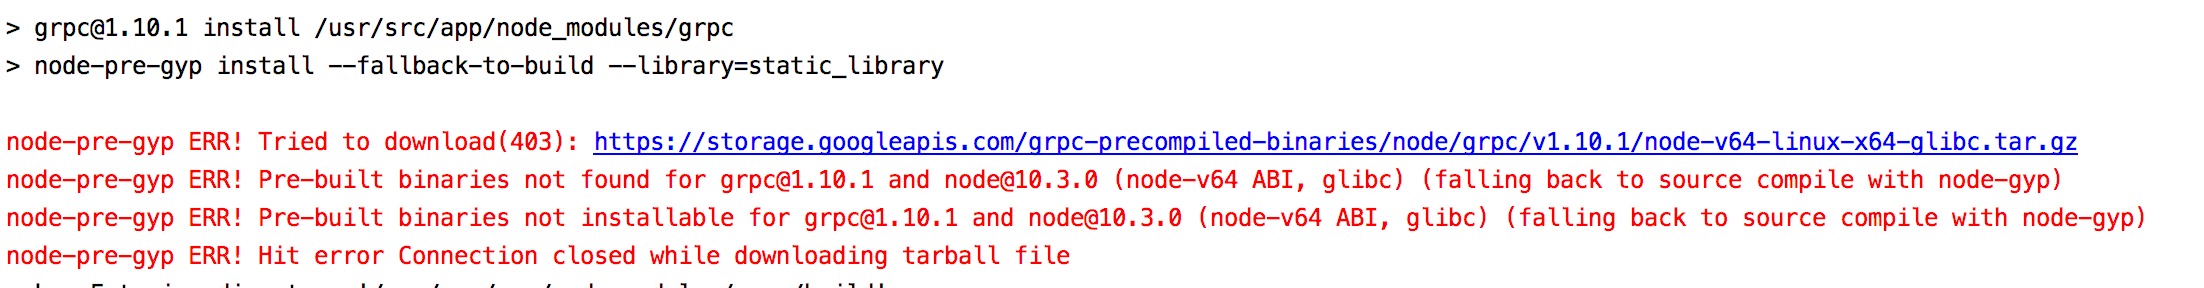 > grpc@1.10.1 install /usr/src/app/node_modules/grpc
> node-pre-gyp install --fallback-to-build --library=static_library
node-pre-gyp ERR! Tried to download(403): https://storage.googleapis.com/grpc-precompiled-binaries/node/grpc/v1.10.1/node-v64-linux-x64-glibc.tar.gz
node-pre-gyp ERR! Pre-built binaries not found for grpc@1.10.1 and node@10.3.0 (node-v64 ABI, glibc) (falling back to source compile with node-gyp)
node-pre-gyp ERR! Pre-built binaries not installable for grpc@1.10.1 and node@10.3.0 (node-v64 ABI, glibc) (falling back to source compile with node-gyp)
node-pre-gyp ERR! Hit error Connection closed while downloading tarball file